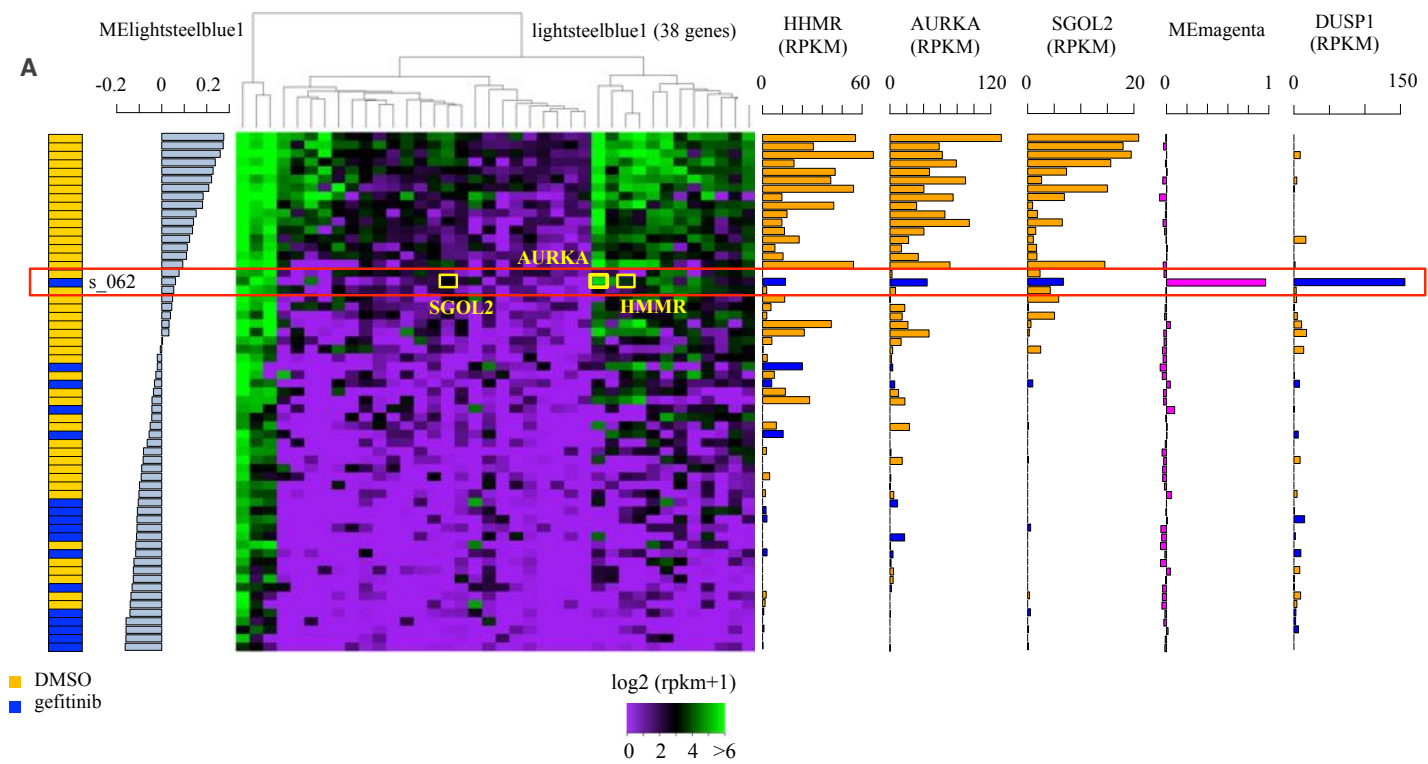 A
MElightsteelblue1
-0.2 0 0.2
lightsteelblue1 (38 genes)
HHMR
(RPKM)
0 60
AURKA
(RPKM)
0 120
SGOL2
(RPKM)
0 20
MEmagenta
0 1
DUSP1
(RPKM)
0 150
s_062
AURKA
SGOL2
HMMR
DMSO
gefitinib
log2 (rpkm+1)
0 2 4 >6